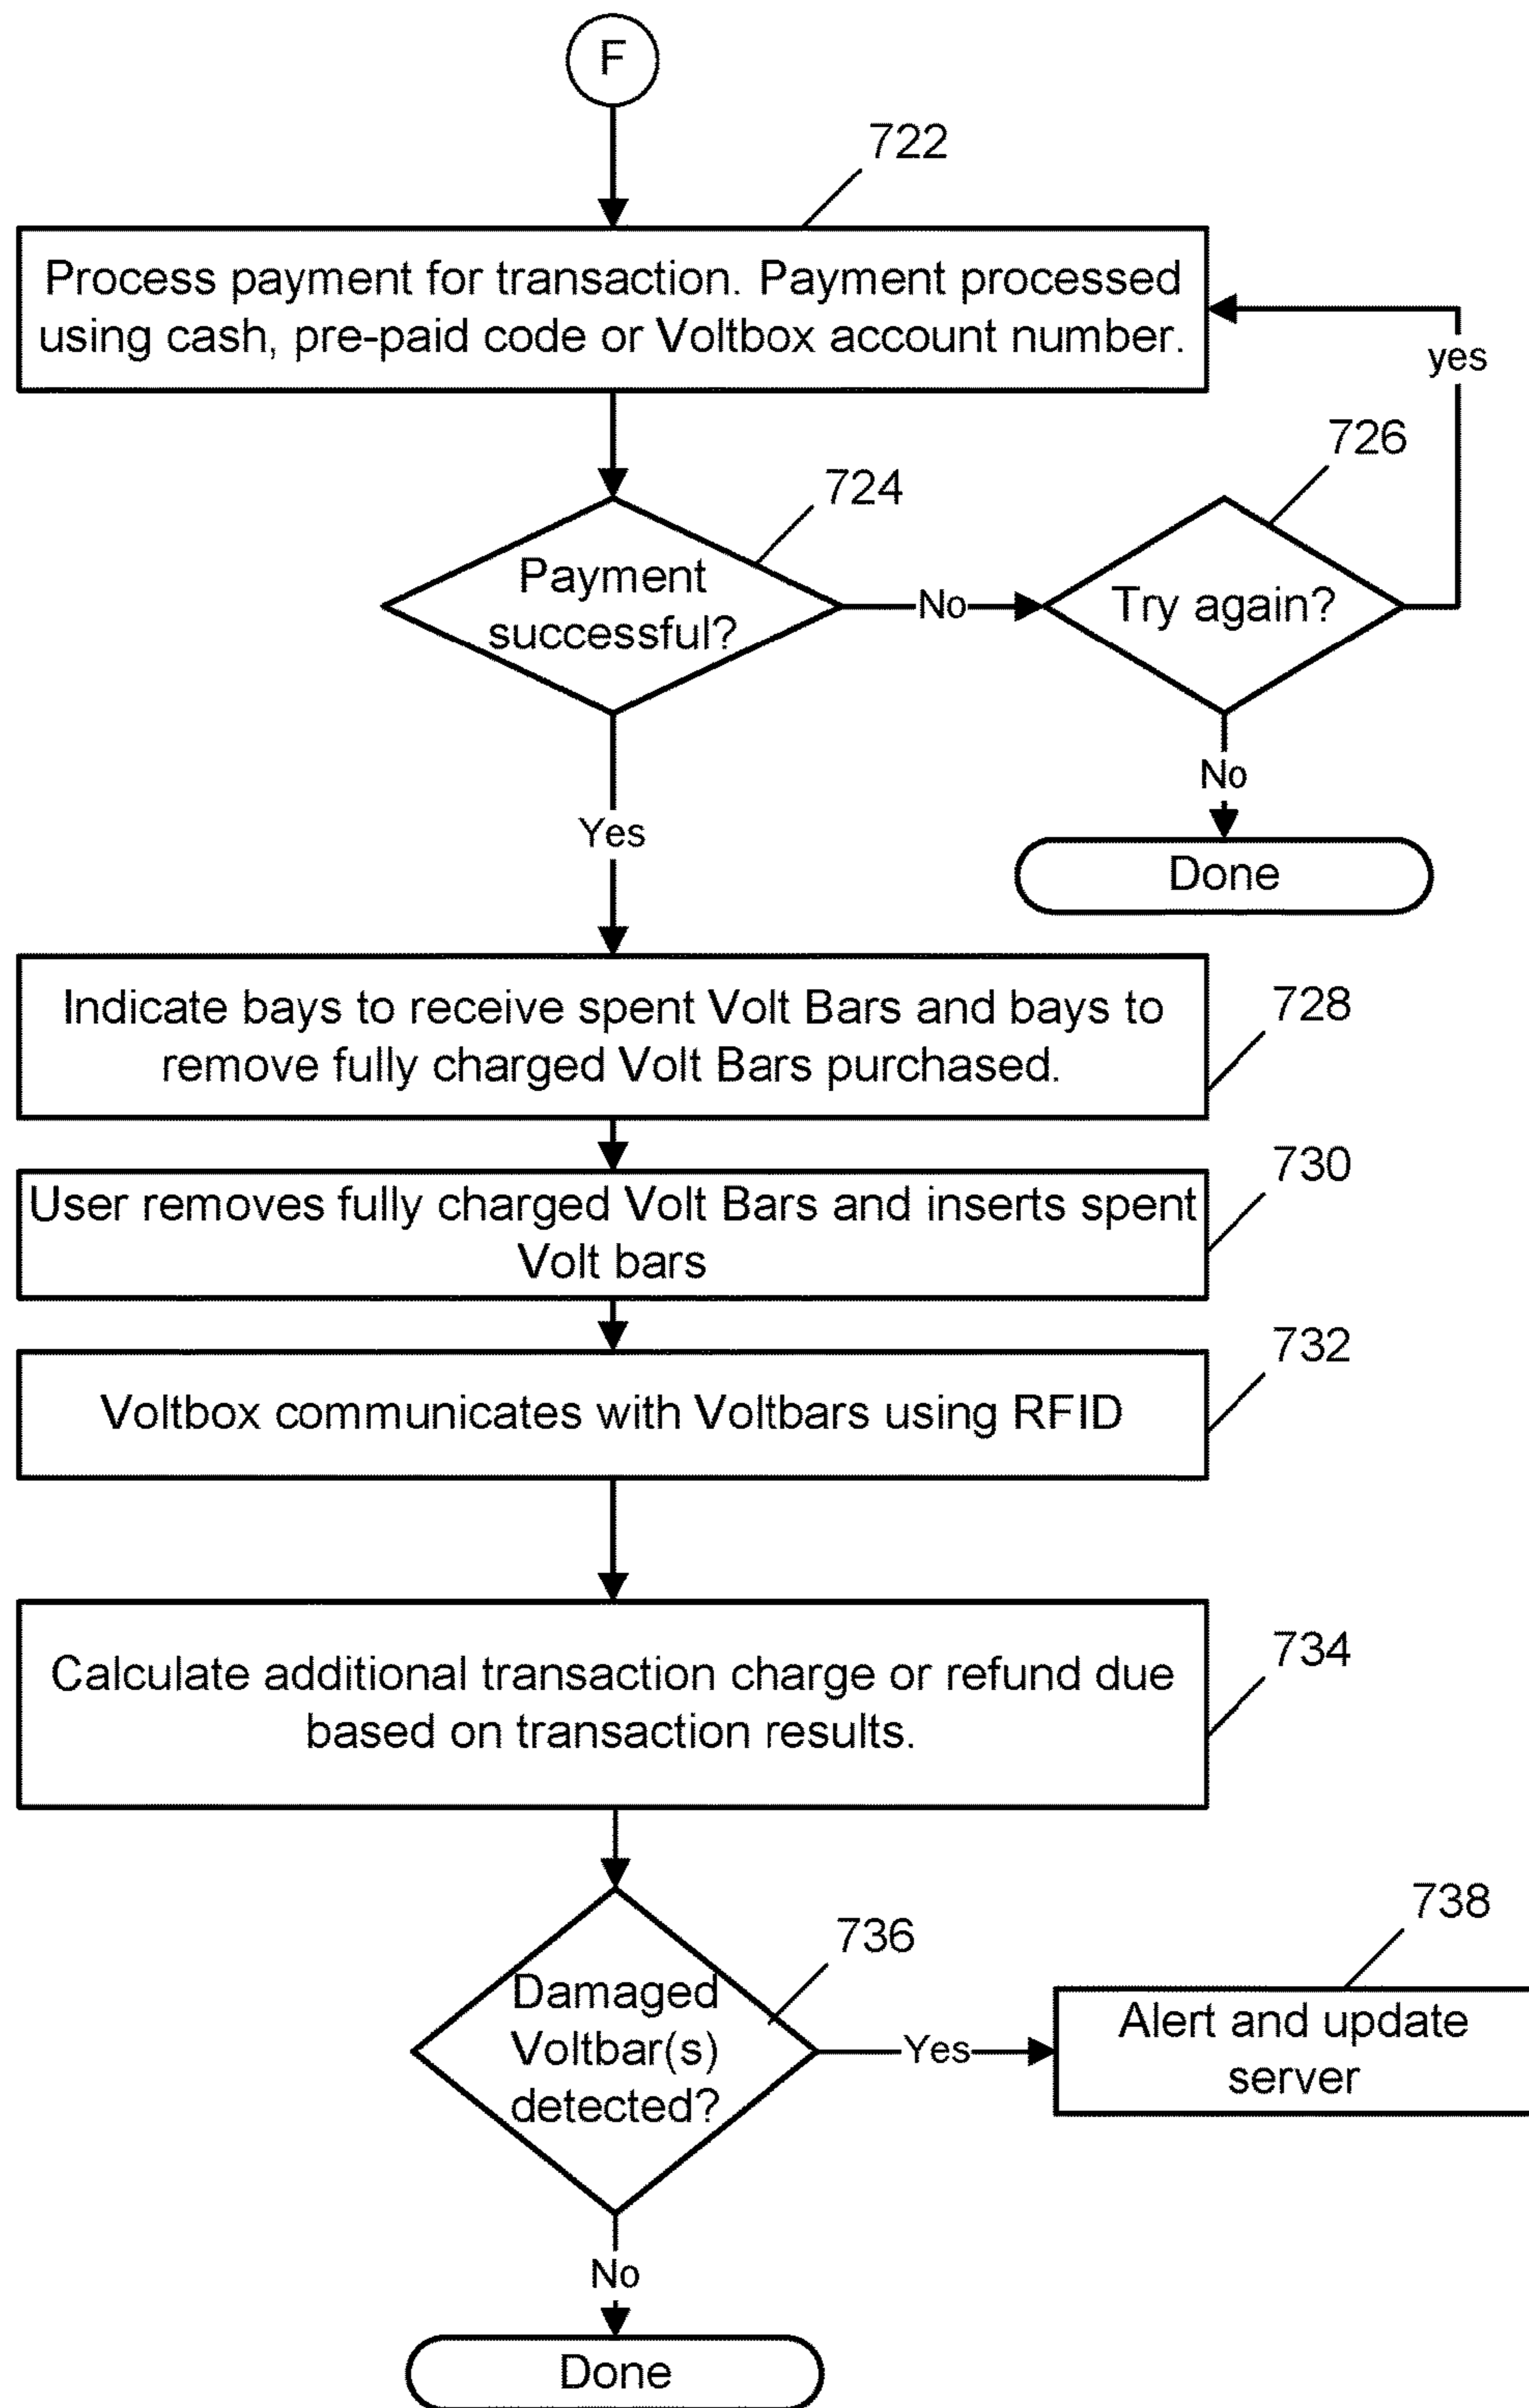 F
722
Process payment for transaction. Payment processed
using cash, pre-paid code or Voltbox account number.
yes
724
Payment
successful?
No
726
Try again?
No
Done
Yes
Indicate bays to receive spent Volt Bars and bays to
remove fully charged Volt Bars purchased.
728
User removes fully charged Volt Bars and inserts spent
Volt bars
730
Voltbox communicates with Voltbars using RFID
732
Calculate additional transaction charge or refund due
based on transaction results.
734
Damaged
Voltbar(s)
detected?
736
Yes
738
Alert and update
server
No
Done